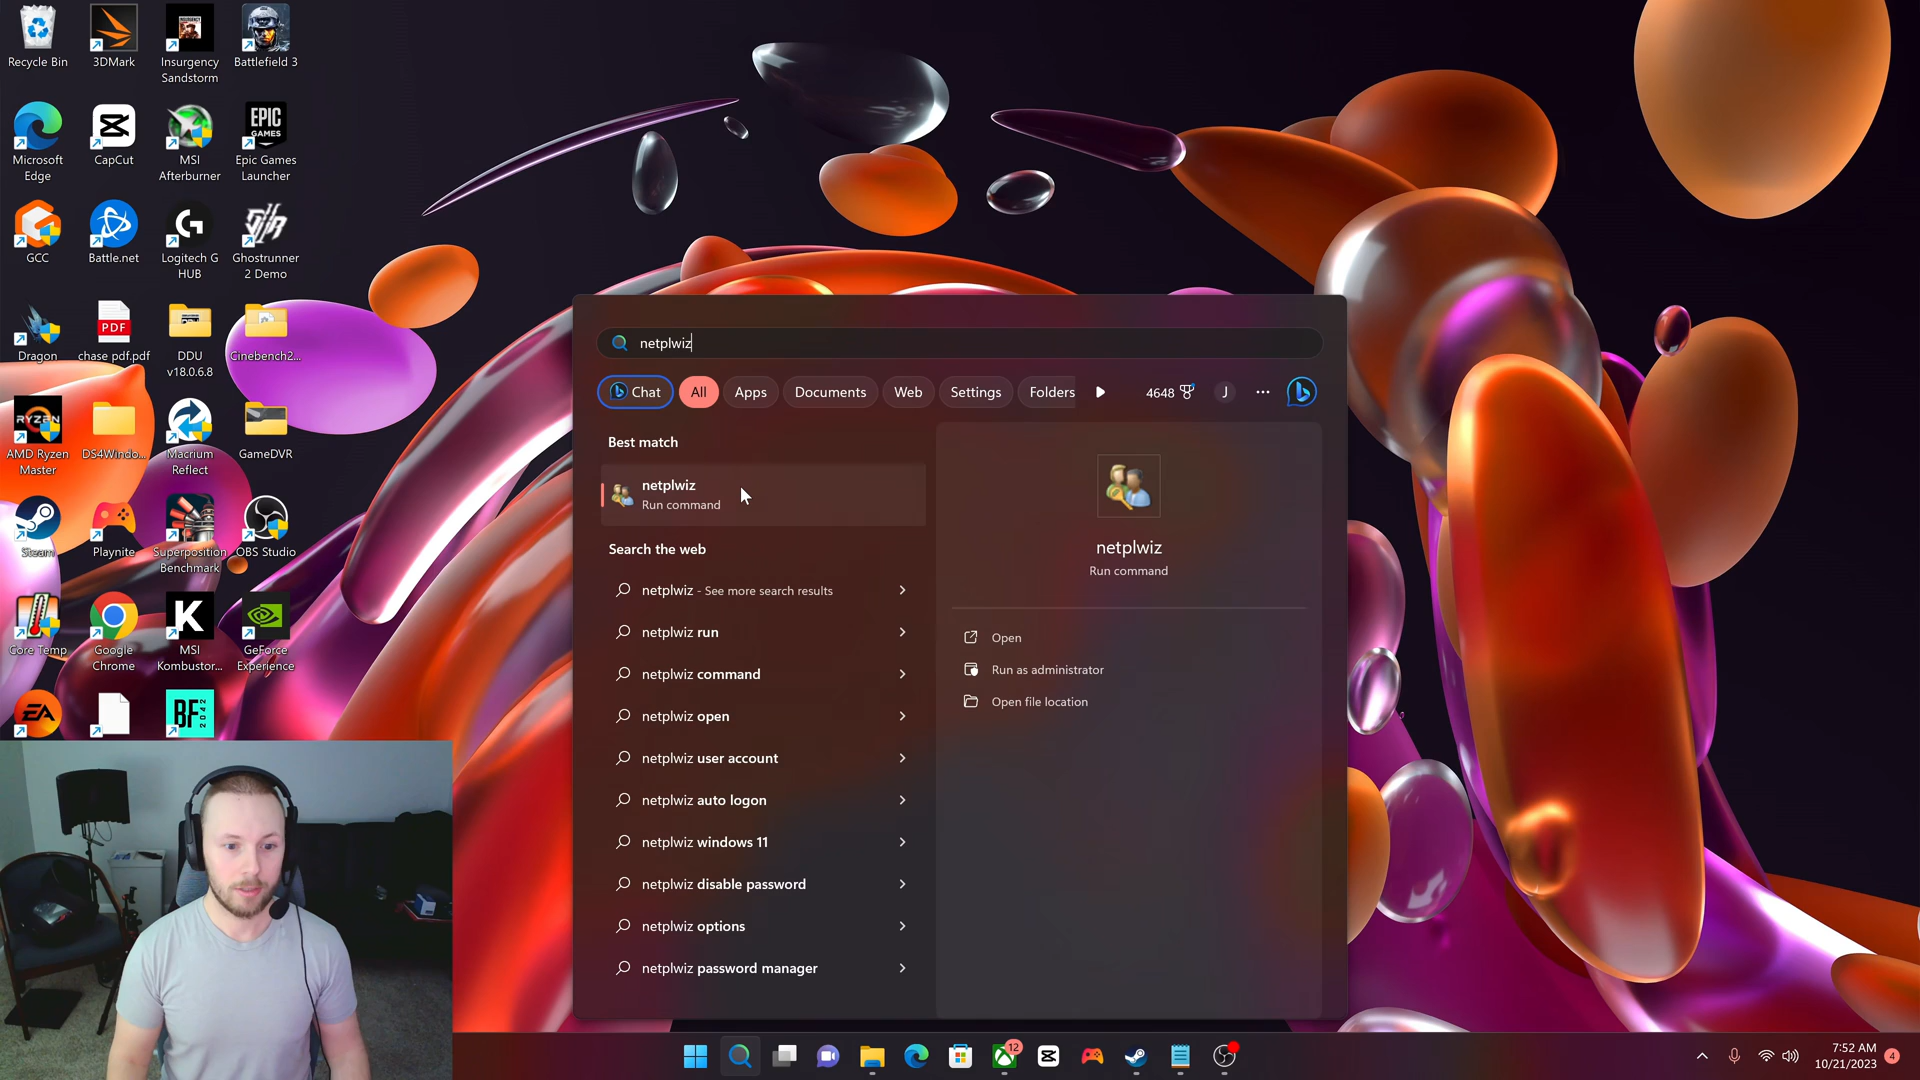 Recycle Bin
3DMark
Insurgency
Sandstorm
Battlefield 3
Microsoft
Edge
CapCut
MSI
Afterburner
EPIC
GAMES
Epic Games
Launcher
GCC
Battle.net
Logitech G
HUB
Ghostrunner
2 Demo
Dragon
PDF
chase pdf.pdf
DDU
v18.0.6.8
Cinebench2...
RYZEN
AMD Ryzen
Master
DS4Windo...
Macrium
Reflect
GameDVR
Steam
Playnite
Superposition
Benchmark
OBS Studio
Core Temp
Google
Chrome
K
MSI
Kombustor...
GeForce
Experience
EA
BF
2042
netplwiz
Chat
All
Apps
Documents
Web
Settings
Folders
4648
J
Best match
netplwiz
Run command
Search the web
netplwiz - See more search results
netplwiz run
netplwiz command
netplwiz open
netplwiz user account
netplwiz auto logon
netplwiz windows 11
netplwiz disable password
netplwiz options
netplwiz password manager
netplwiz
Run command
Open
Run as administrator
Open file location
12
7:52 AM
10/21/2023
4